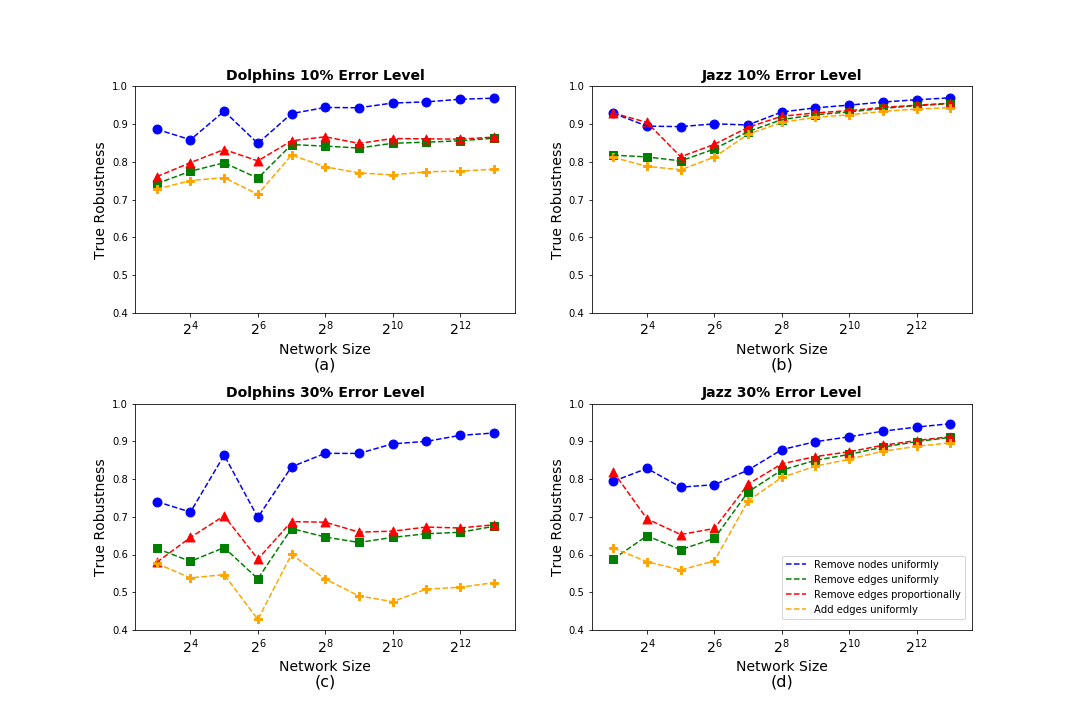 Dolphins 10% Error Level
True Robustness
1.0
0.9
0.8
0.7
0.6
0.5
0.4
2^4 2^6 2^8 2^10 2^12
Network Size
(a)
Jazz 10% Error Level
True Robustness
1.0
0.9
0.8
0.7
0.6
0.5
0.4
2^4 2^6 2^8 2^10 2^12
Network Size
(b)
Dolphins 30% Error Level
True Robustness
1.0
0.9
0.8
0.7
0.6
0.5
0.4
2^4 2^6 2^8 2^10 2^12
Network Size
(c)
Jazz 30% Error Level
True Robustness
1.0
0.9
0.8
0.7
0.6
0.5
0.4
Remove nodes uniformly
Remove edges uniformly
Remove edges proportionally
Add edges uniformly
2^4 2^6 2^8 2^10 2^12
Network Size
(d)